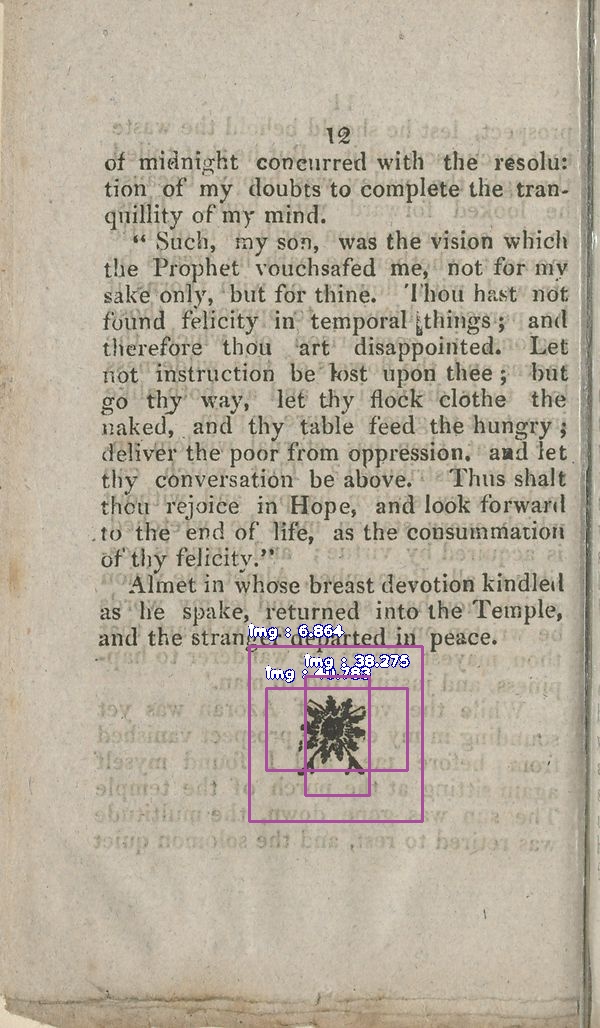 12
of midnight concurred with the resolu:
tion of my doubts to complete the tran-
quillity of my mind.
“ Such, my son, was the vision which
the Prophet vouchsafed me, not for my
sake only, but for thine. Thou hast not
found felicity in temporal things ; and
therefore thou art disappointed. Let
not instruction be lost upon thee ; but
go thy way, let thy flock clothe the
naked, and thy table feed the hungry ;
deliver the poor from oppression. and let
thy conversation be above. Thus shalt
thou rejoice in Hope, and look forward
to the end of life, as the consummation
of thy felicity.”
Almet in whose breast devotion kindled
as he spake, returned into the Temple,
and the stranger departed in peace.
img : 6.864
img : 38.275